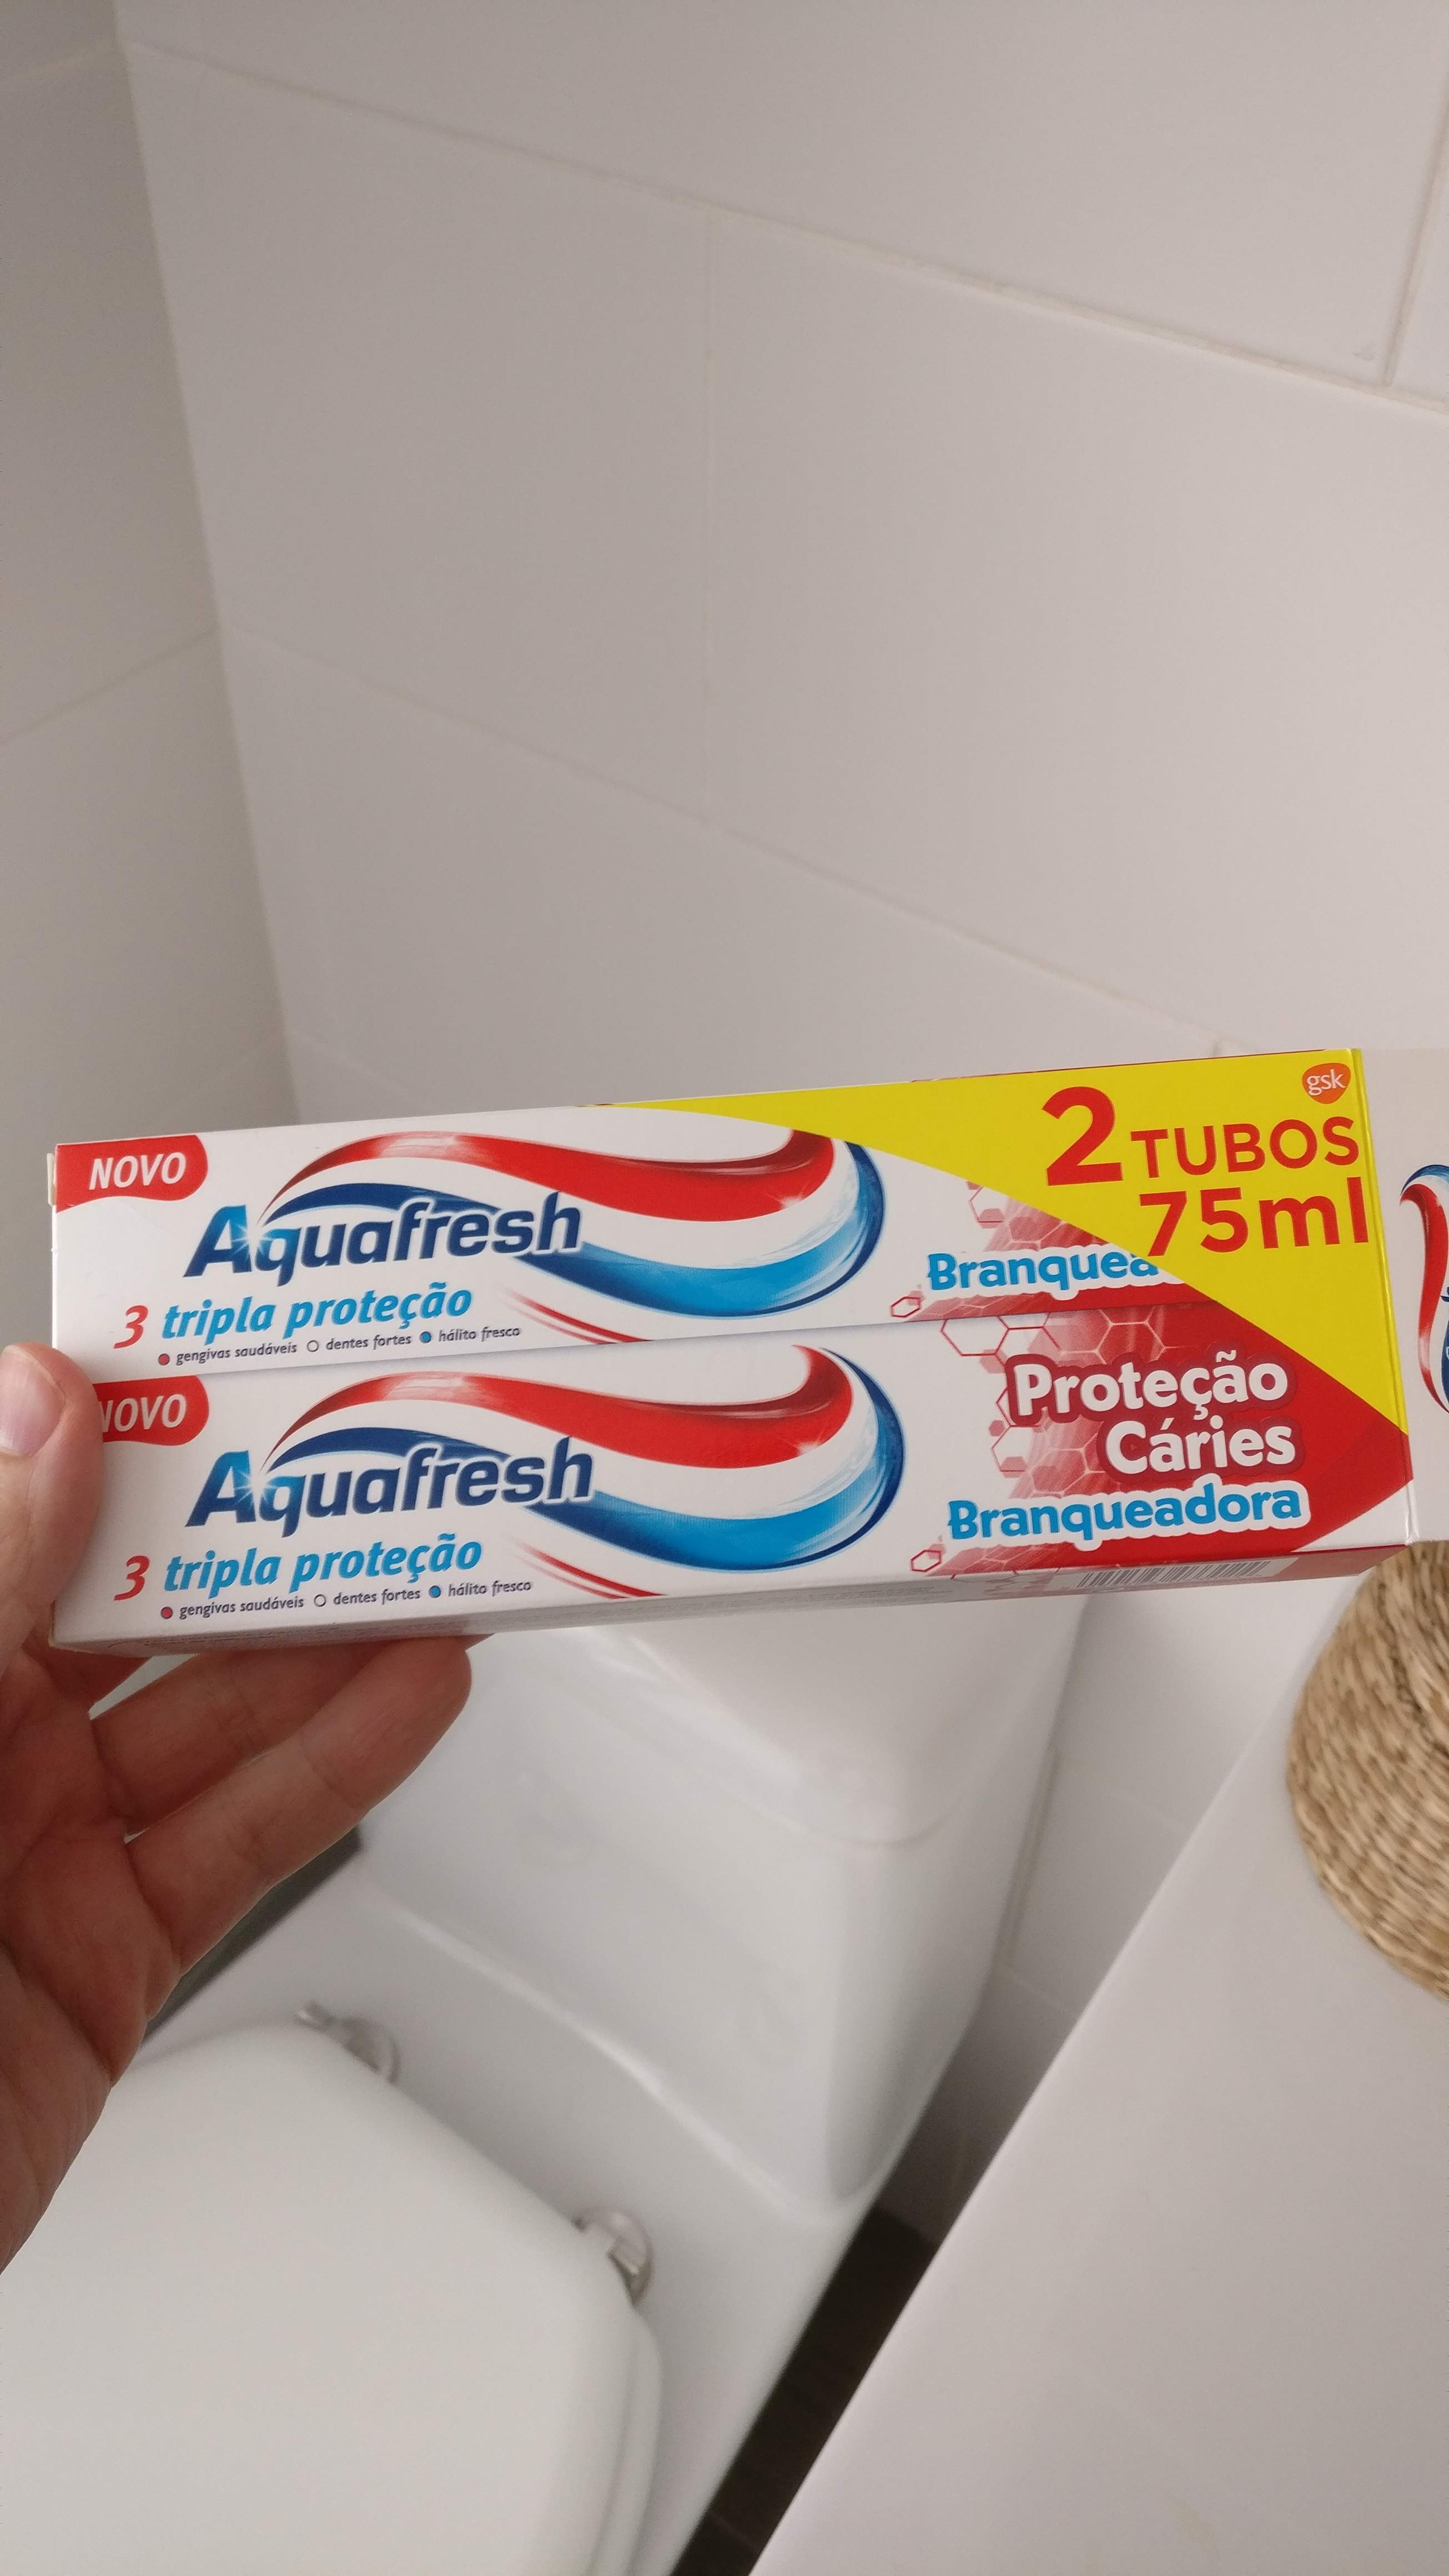 gsk
2 TUBOS
75ml
NOVO
Aquafresh
3 tripla proteção
gengivas saudáveis dentes fortes hálito fresco
NOVO
Aquafresh
3 tripla proteção
gengivas saudáveis dentes fortes hálito fresco
Proteção
Cáries
Branqueadora